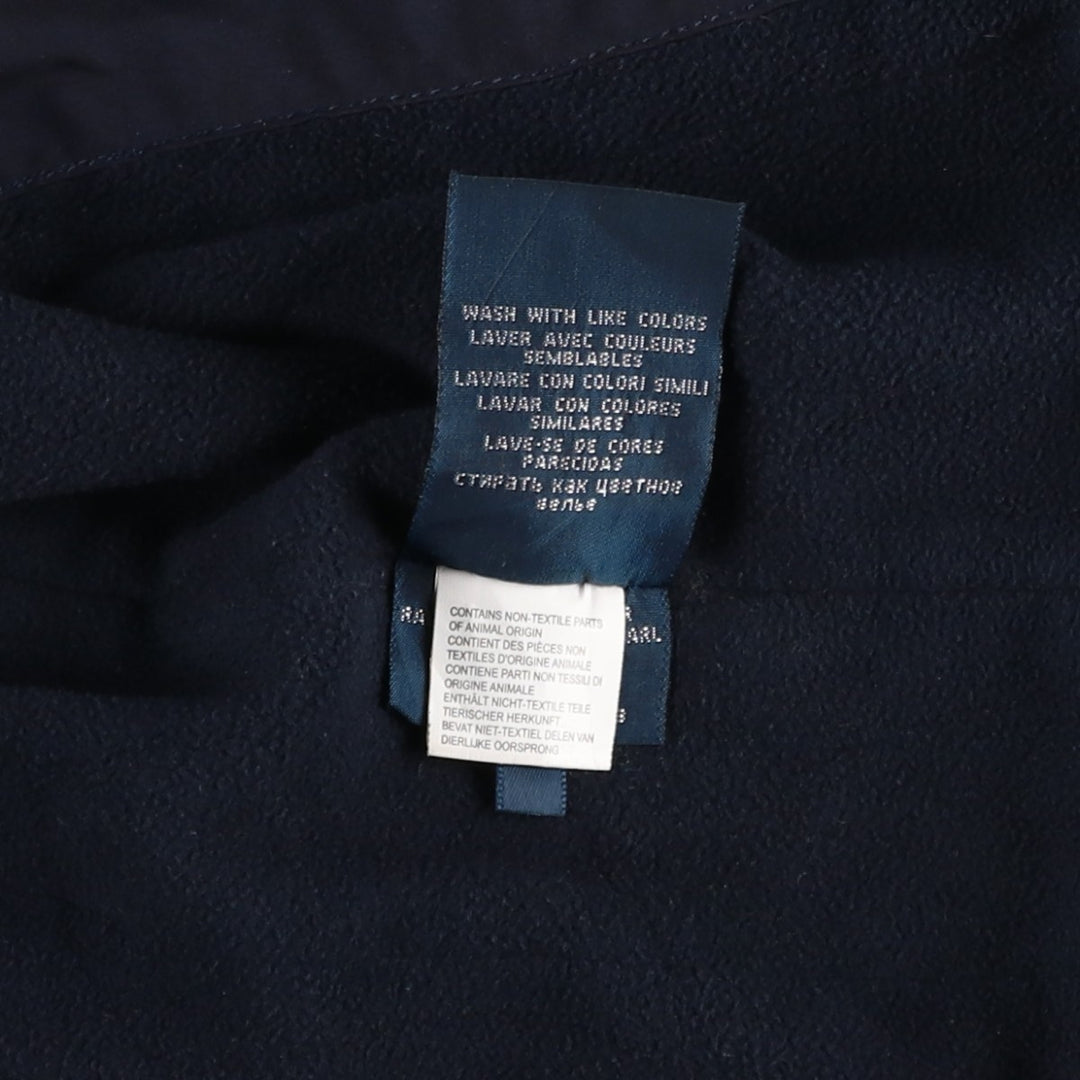 WASH WITH LIKE COLORS
LAVER AVEC COULEURS
SEMBLABLES
LAVARE CON COLORI SIMILI
LAVAR CON COLORES
SIMILARES
LAVE-SE DE CORES
PARECIDAS
СТИРАТЬ КАК ЦВЕТНОЕ
БЕЛЬЕ
RA
R
ARL
CONTAINS NON-TEXTILE PARTS
OF ANIMAL ORIGIN
CONTIENT DES PIÈCES NON
TEXTILES D'ORIGINE ANIMALE
CONTIENE PARTI NON TESSILI DI
ORIGINE ANIMALE
ENTHÄLT NICHT-TEXTILE TEILE
TIERISCHER HERKUNFT
BEVAT NIET-TEXTIEL DELEN VAN
DIERLIJKE OORSPRONG